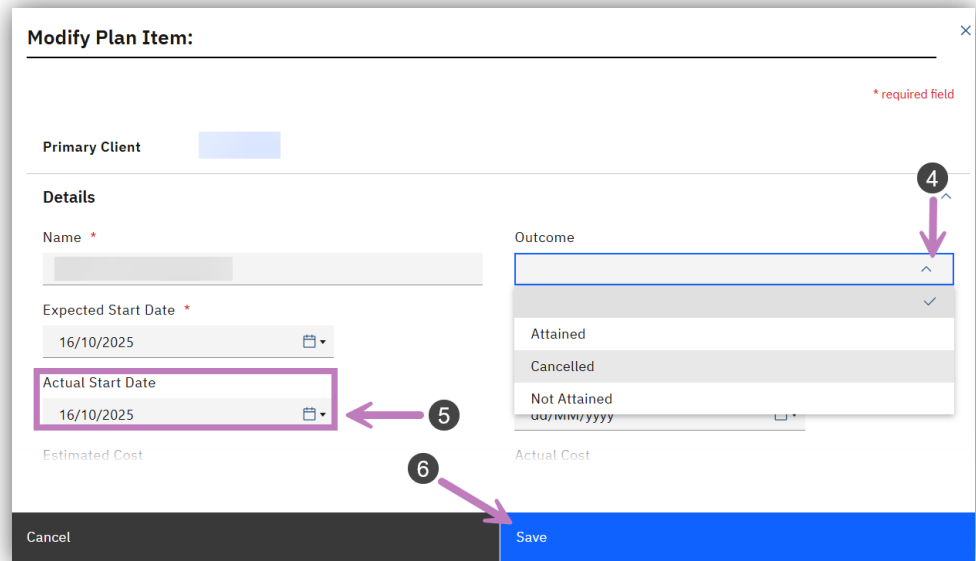 Modify Plan Item:
* required field
Primary Client
4
Details
Name *
Outcome
Expected Start Date *
16/10/2025
Attained
Cancelled
Actual Start Date
Not Attained
16/10/2025
dd/MM/yyyy
5
Estimated Cost
Actual Cost
6
Cancel
Save